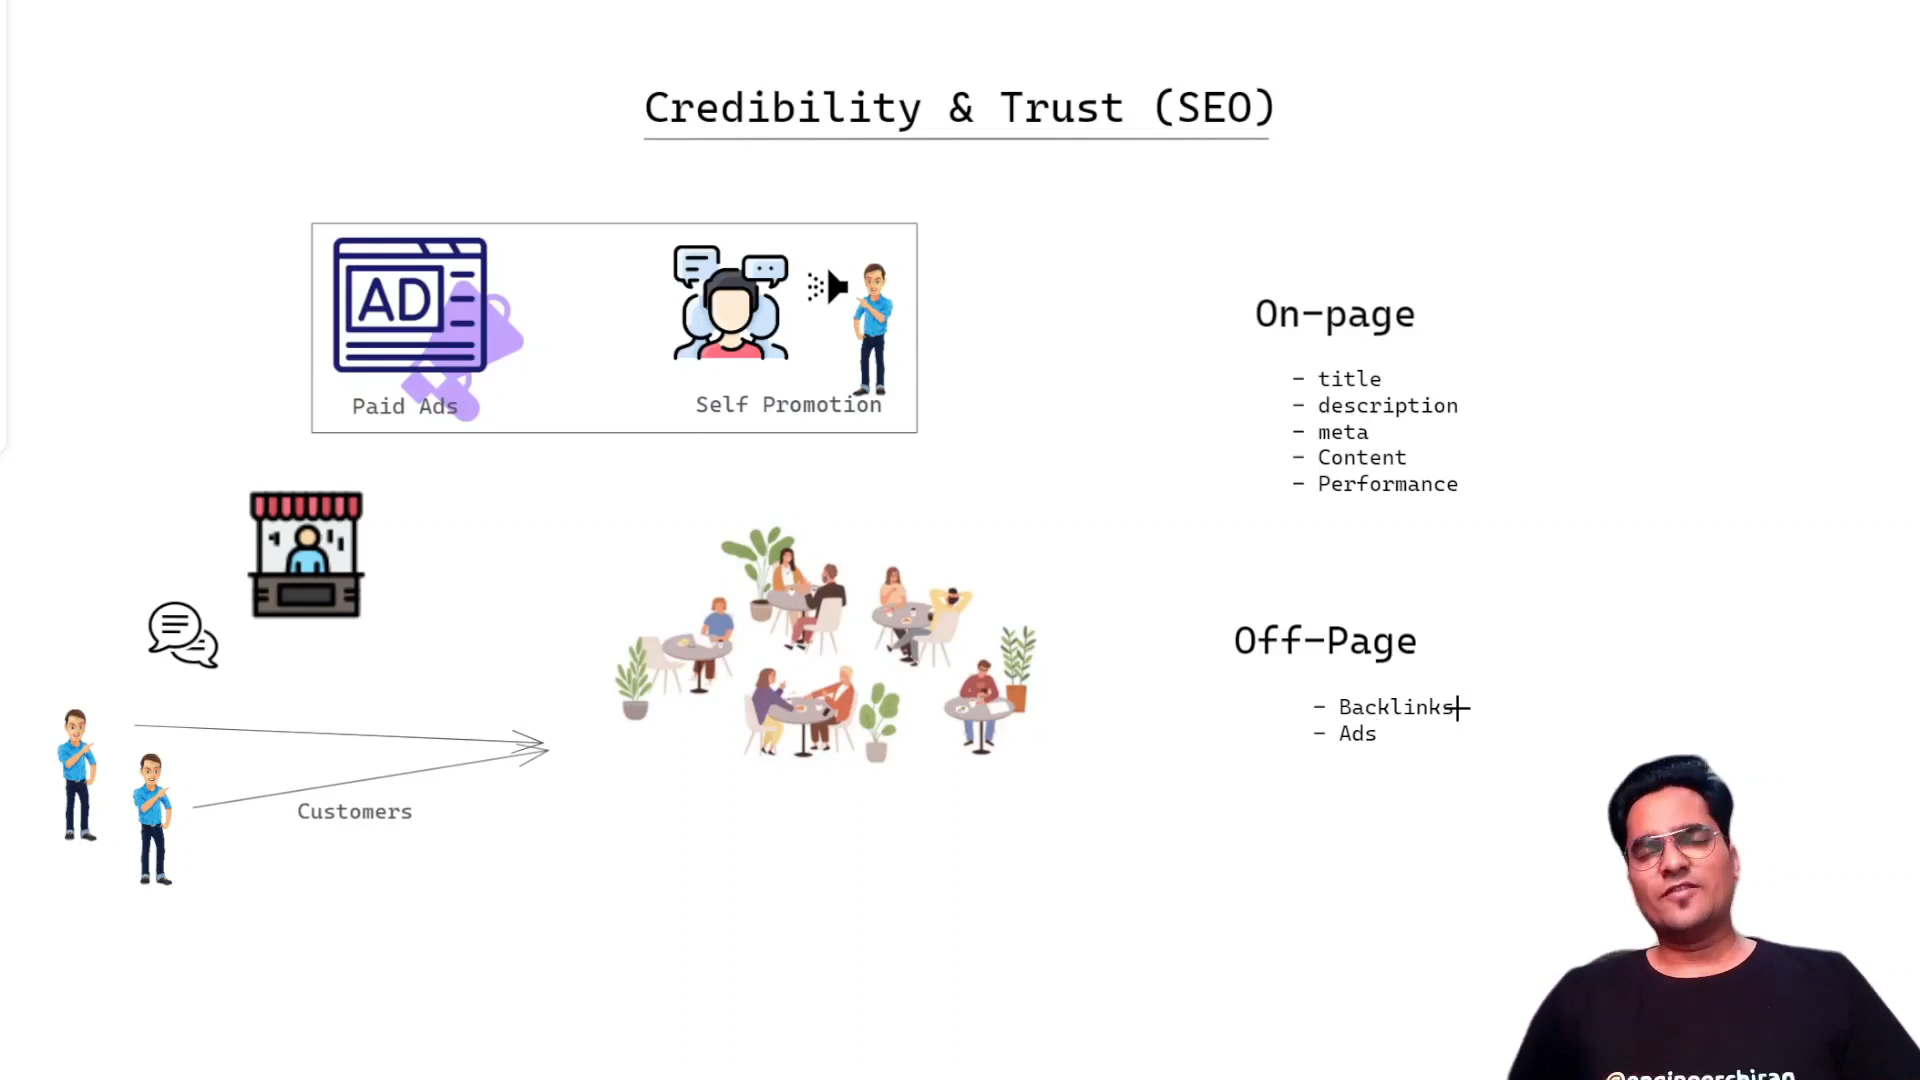 Credibility & Trust (SEO)
AD
Paid Ads
Self Promotion
On-page
- title
- description
- meta
- Content
- Performance
Customers
Off-Page
- Backlinks
- Ads